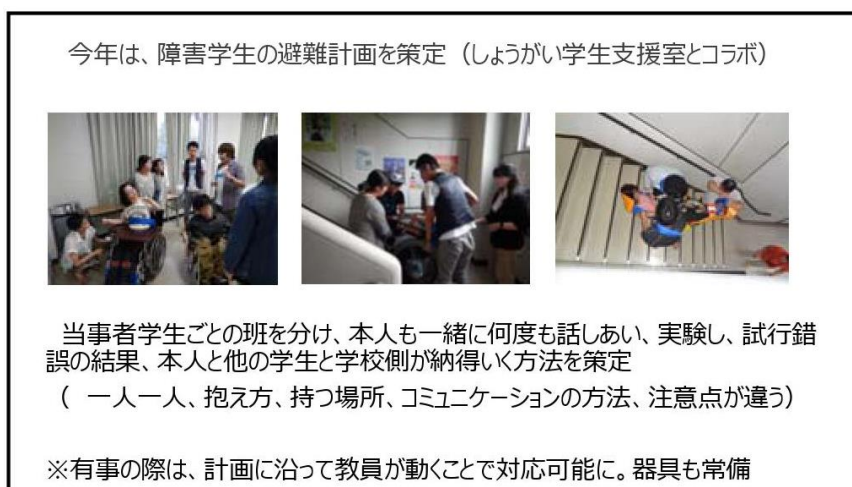 今年は、障害学生の避難計画を策定（しょうがい学生支援室とコラボ）
当事者学生ごとの班を分け、本人も一緒に何度も話しあい、実験し、試行錯
誤の結果、本人と他の学生と学校側が納得いく方法を策定
（　一人一人、抱え方、持つ場所、コミュニケーションの方法、注意点が違う）
※有事の際は、計画に沿って教員が動くことで対応可能に。器具も常備